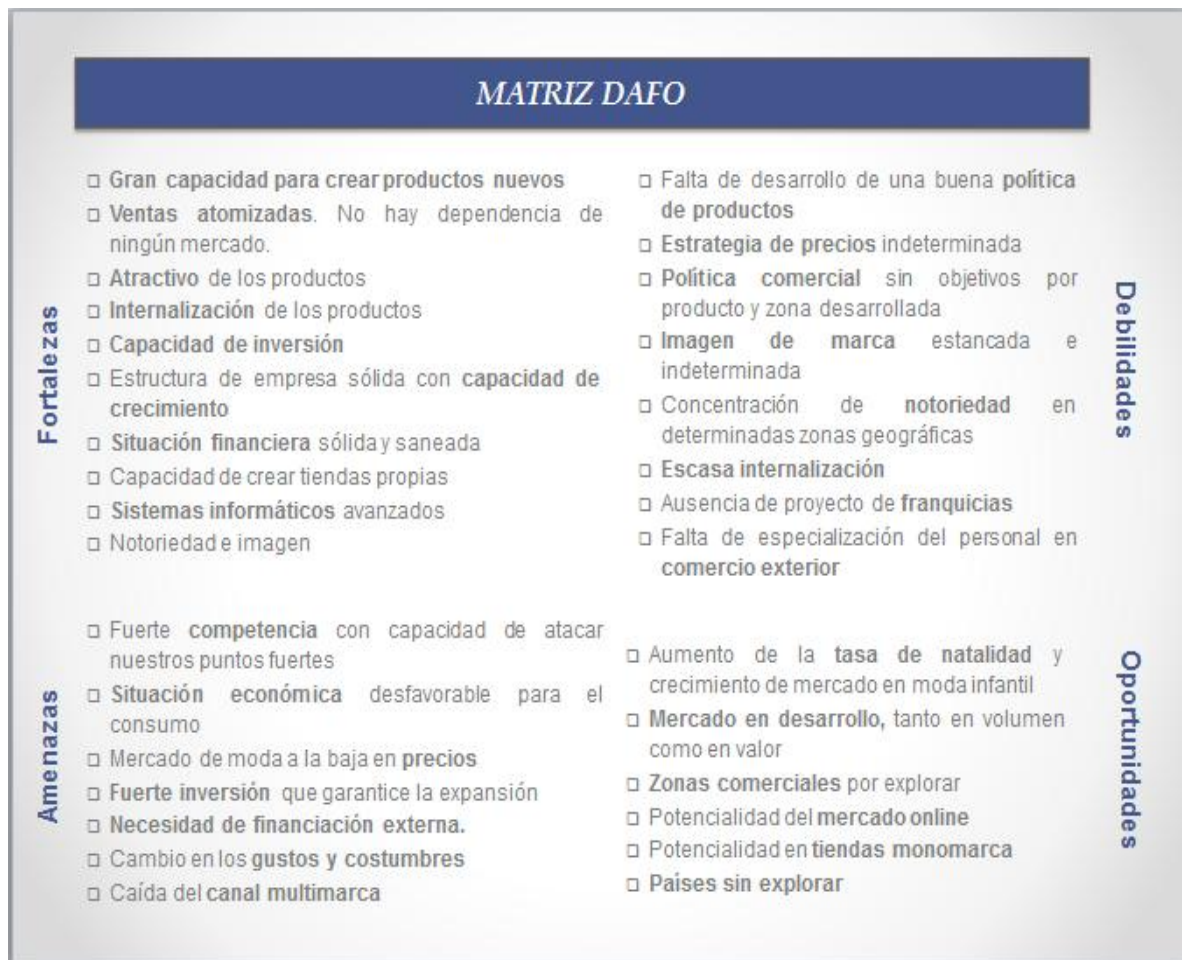 MATRIZ DAFO
Fortalezas
Gran capacidad para crear productos nuevos
Ventas atomizadas. No hay dependencia de
ningún mercado.
Atractivo de los productos
Internalización de los productos
Capacidad de inversión
Estructura de empresa sólida con capacidad de
crecimiento
Situación financiera sólida y saneada
Capacidad de crear tiendas propias
Sistemas informáticos avanzados
Notoriedad e imagen
Debilidades
Falta de desarrollo de una buena política
de productos
Estrategia de precios indeterminada
Política comercial sin objetivos por
producto y zona desarrollada
Imagen de marca estancada e
indeterminada
Concentración de notoriedad en
determinadas zonas geográficas
Escasa internalización
Ausencia de proyecto de franquicias
Falta de especialización del personal en
comercio exterior
Amenazas
Fuerte competencia con capacidad de atacar
nuestros puntos fuertes
Situación económica desfavorable para el
consumo
Mercado de moda a la baja en precios
Fuerte inversión que garantice la expansión
Necesidad de financiación externa.
Cambio en los gustos y costumbres
Caída del canal multimarca
Oportunidades
Aumento de la tasa de natalidad y
crecimiento de mercado en moda infantil
Mercado en desarrollo, tanto en volumen
como en valor
Zonas comerciales por explorar
Potencialidad del mercado online
Potencialidad en tiendas monomarca
Países sin explorar